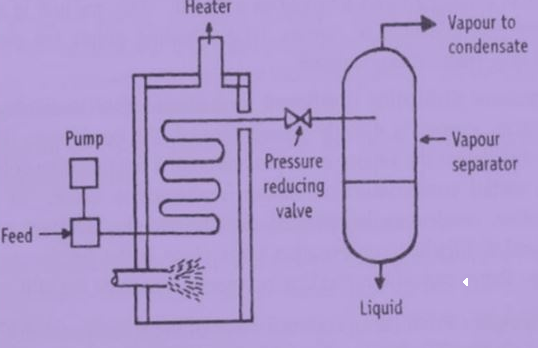 Heater
Vapour to
condensate
Pump
Pressure
reducing
valve
Vapour
separator
Feed
Liquid